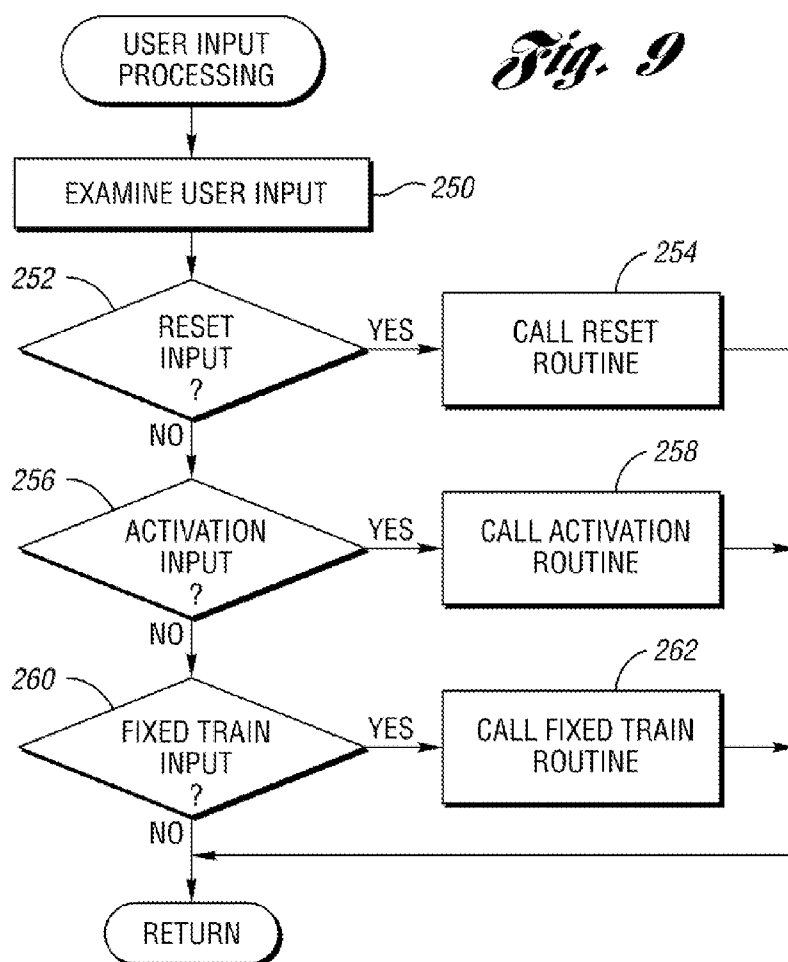 USER INPUT
PROCESSING
Fig. 9
EXAMINE USER INPUT
250
252
RESET
INPUT
?
YES
254
CALL RESET
ROUTINE
NO
256
ACTIVATION
INPUT
?
YES
258
CALL ACTIVATION
ROUTINE
NO
260
FIXED TRAIN
INPUT
?
YES
262
CALL FIXED TRAIN
ROUTINE
NO
RETURN